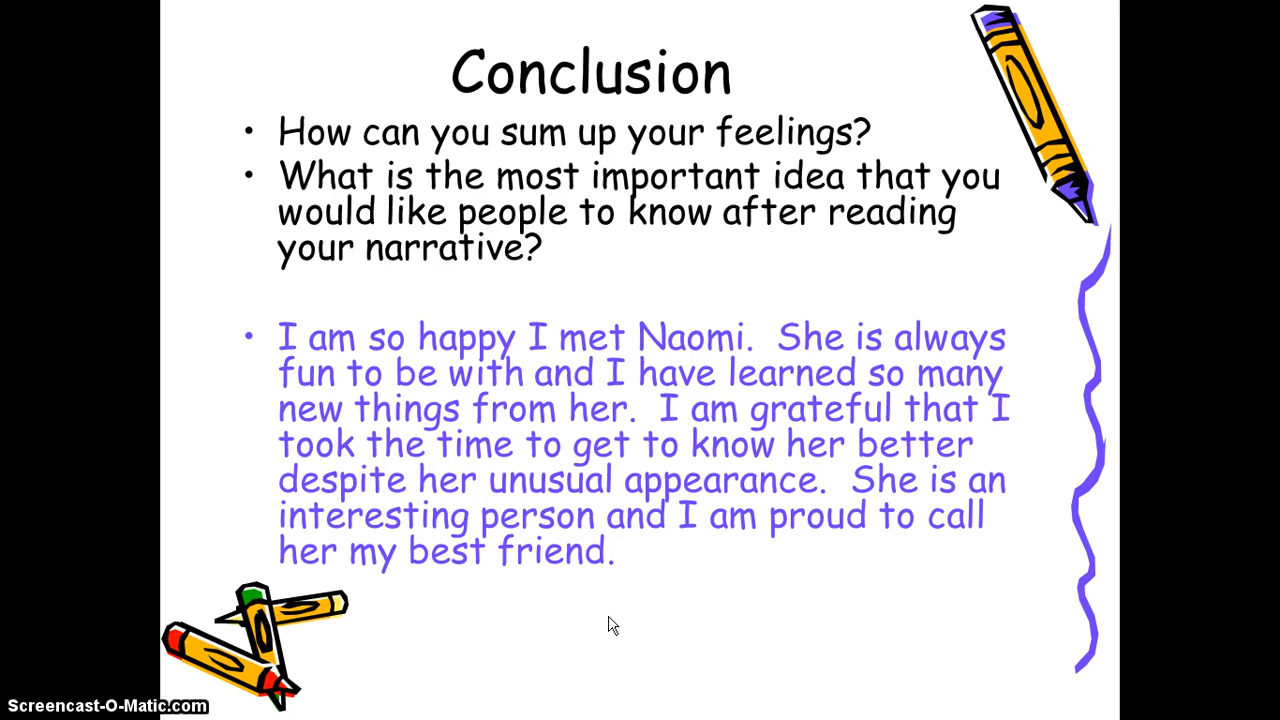 Conclusion
• How can you sum up your feelings?
• What is the most important idea that you
would like people to know after reading
your narrative?
• I am so happy I met Naomi.  She is always
fun to be with and I have learned so many
new things from her.  I am grateful that I
took the time to get to know her better
despite her unusual appearance.  She is an
interesting person and I am proud to call
her my best friend.
Screencast-O-Matic.com